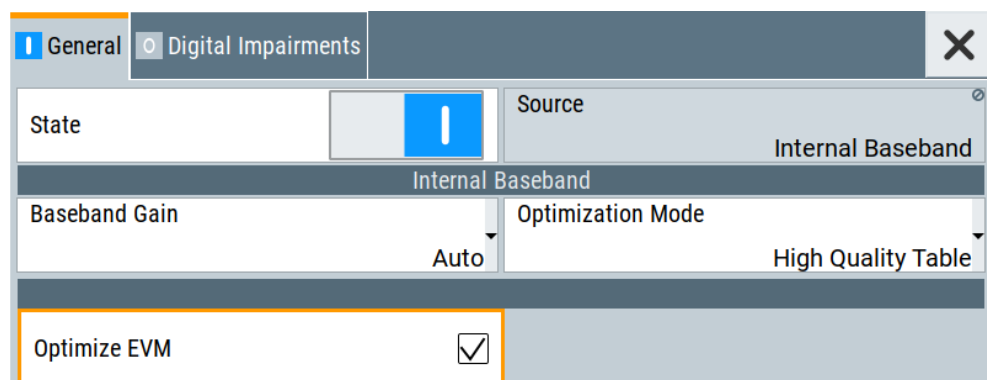 General
Digital Impairments
State
Source
Internal Baseband
Internal Baseband
Baseband Gain
Auto
Optimization Mode
High Quality Table
Optimize EVM